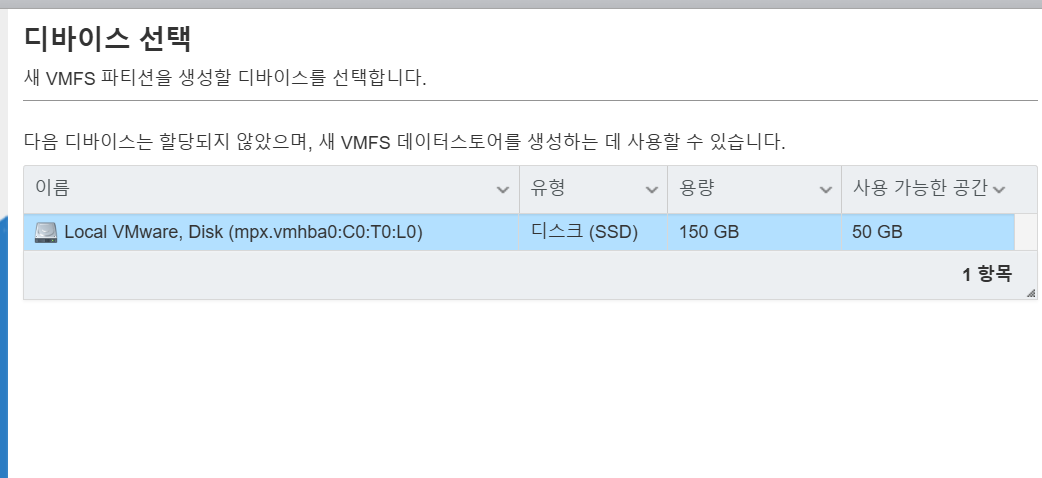 디바이스 선택
새 VMFS 파티션을 생성할 디바이스를 선택합니다.
다음 디바이스는 할당되지 않았으며, 새 VMFS 데이터스토어를 생성하는 데 사용할 수 있습니다.
이름 유형 용량 사용 가능한 공간
Local VMware, Disk (mpx.vmhba0:C0:T0:L0) 디스크 (SSD) 150 GB 50 GB
1 항목